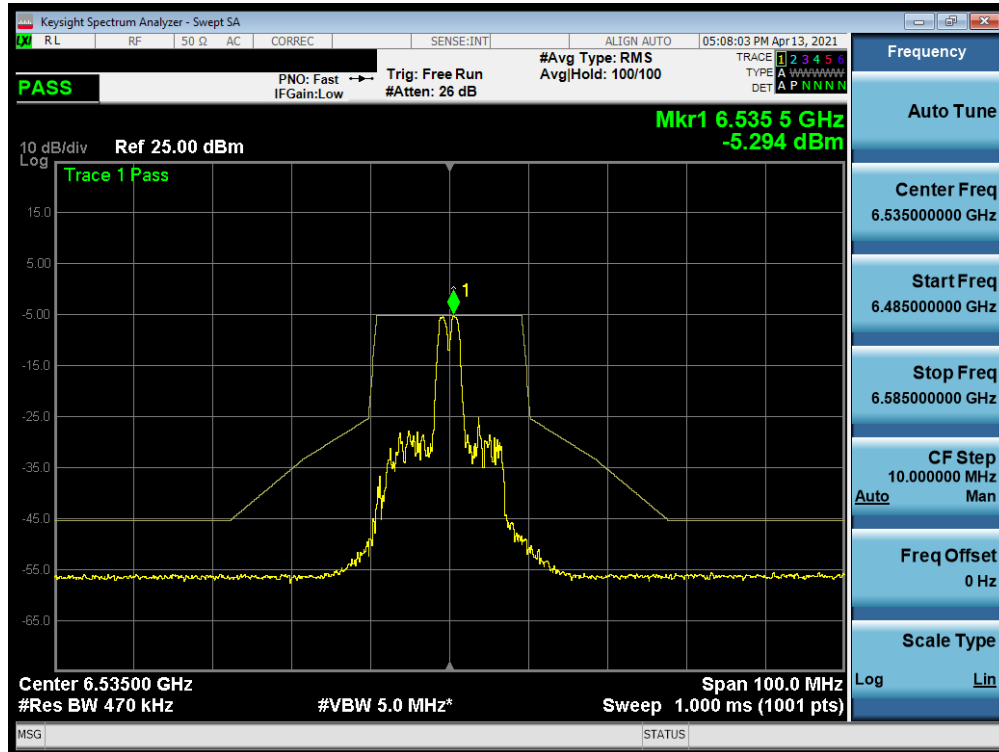 Keysight Spectrum Analyzer - Swept SA
LXI RL RF 50 Ω AC CORREC SENSE:INT ALIGN AUTO 05:08:03 PM Apr 13, 2021
PASS
PNO: Fast
IFGain:Low
Trig: Free Run
#Atten: 26 dB
#Avg Type: RMS
Avg|Hold: 100/100
TRACE 1 2 3 4 5 6
TYPE A WWWWW
DET A P N N N N
Mkr1 6.535 5 GHz
-5.294 dBm
10 dB/div Ref 25.00 dBm
Log
Trace 1 Pass
1
15.0
5.00
-5.00
-15.0
-25.0
-35.0
-45.0
-55.0
-65.0
Center 6.53500 GHz Span 100.0 MHz
#Res BW 470 kHz #VBW 5.0 MHz* Sweep 1.000 ms (1001 pts)
MSG STATUS
Frequency
Auto Tune
Center Freq
6.535000000 GHz
Start Freq
6.485000000 GHz
Stop Freq
6.585000000 GHz
CF Step
10.000000 MHz
Auto Man
Freq Offset
0 Hz
Scale Type
Log Lin